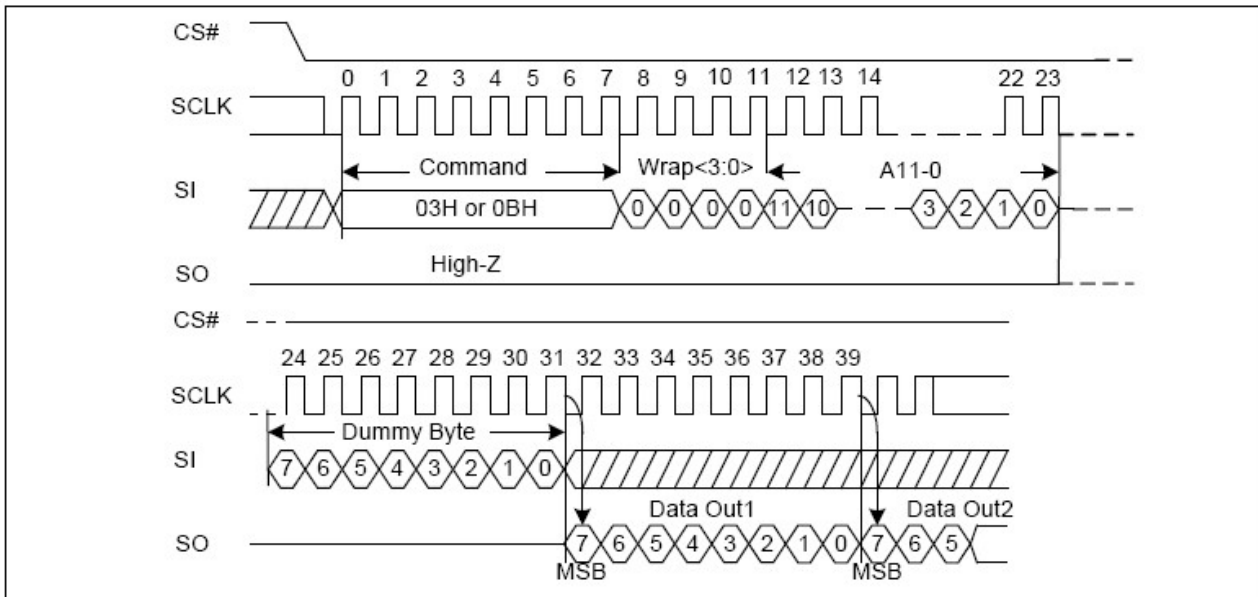 CS#
0 1 2 3 4 5 6 7 8 9 10 11 12 13 14 22 23
SCLK
Command Wrap<3:0> A11-0
SI
03H or 0BH 0 0 0 0 11 10 3 2 1 0
High-Z
SO
CS#
24 25 26 27 28 29 30 31 32 33 34 35 36 37 38 39
SCLK
Dummy Byte
SI
7 6 5 4 3 2 1 0
Data Out1 Data Out2
SO
7 6 5 4 3 2 1 0 7 6 5
MSB MSB